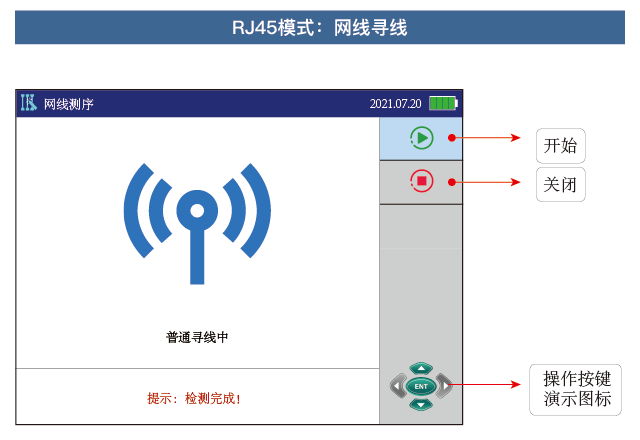 RJ45模式：网线寻线
网线测序
2021.07.20
开始
关闭
普通寻线中
提示：检测完成！
ENT
操作按键
演示图标